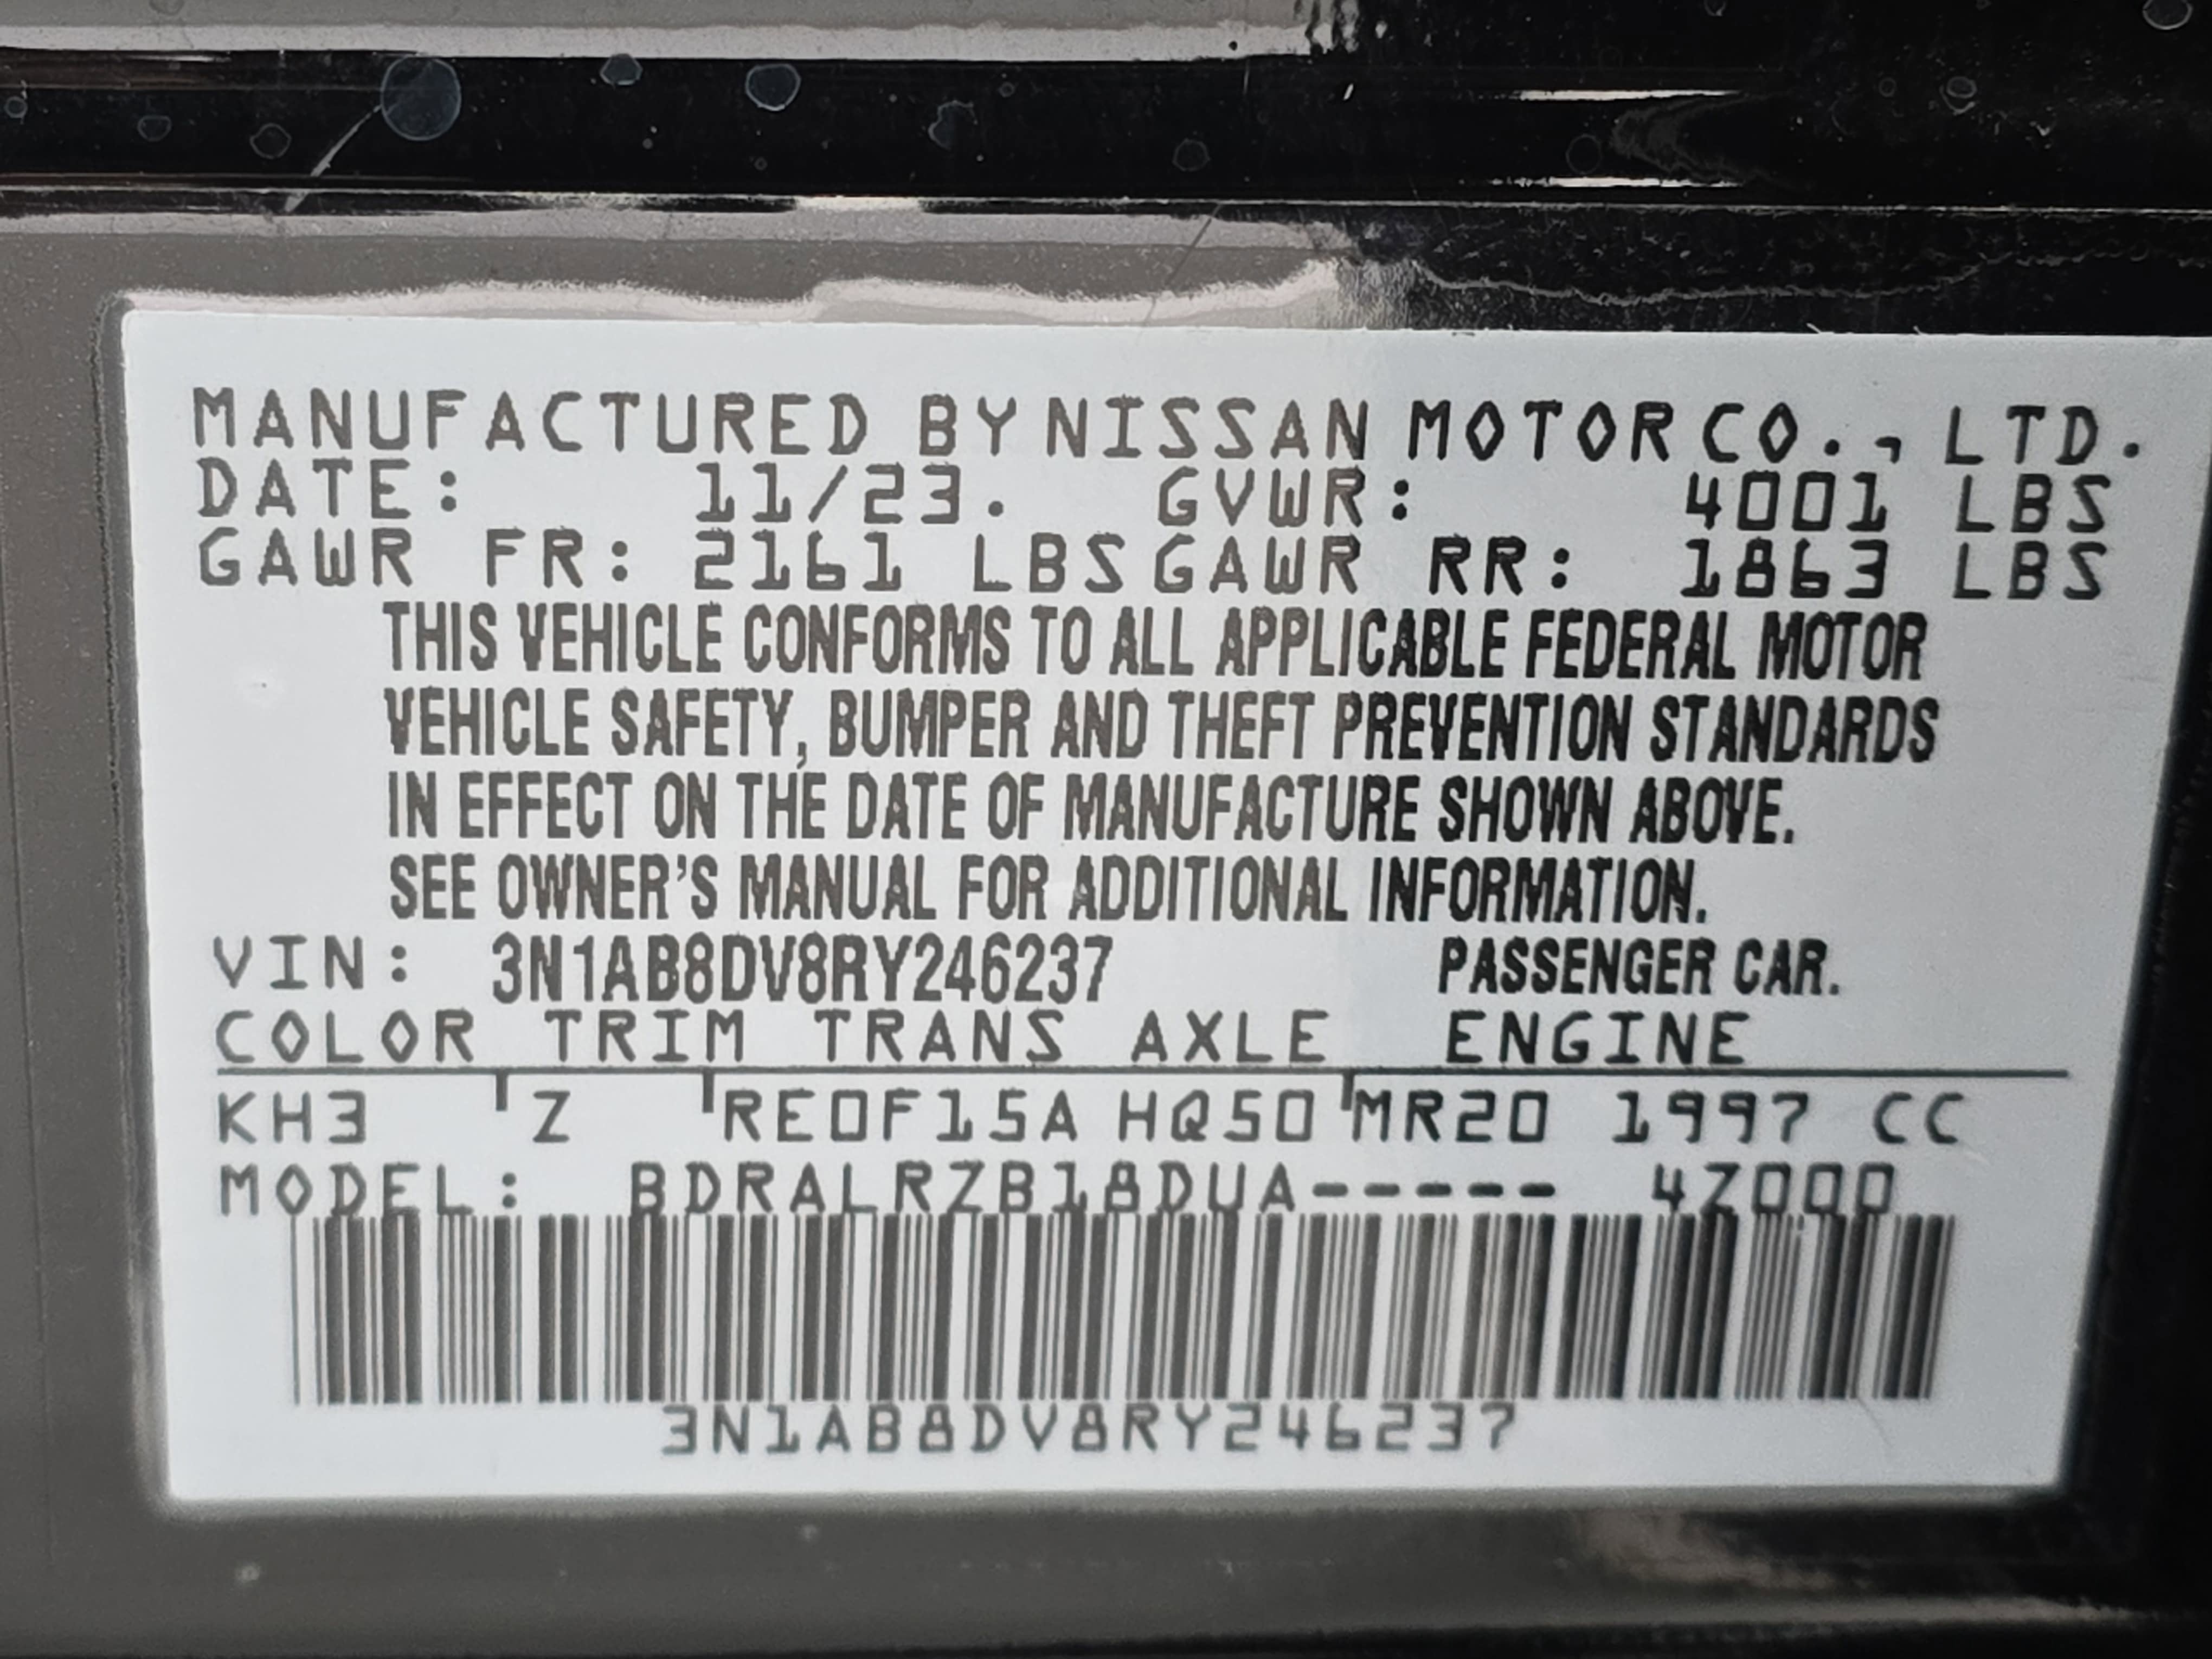 MANUFACTURED BY NISSAN MOTOR CO., LTD.
DATE: 11/23. GVWR: 4001 LBS
GAWR FR: 2161 LBS GAWR RR: 1863 LBS
THIS VEHICLE CONFORMS TO ALL APPLICABLE FEDERAL MOTOR
VEHICLE SAFETY, BUMPER AND THEFT PREVENTION STANDARDS
IN EFFECT ON THE DATE OF MANUFACTURE SHOWN ABOVE.
SEE OWNER'S MANUAL FOR ADDITIONAL INFORMATION.
VIN: 3N1AB8DV8RY246237 PASSENGER CAR.
COLOR TRIM TRANS AXLE ENGINE
KH3 Z RE0F15A HQ50 MR20 1997 CC
MODEL: BDRALRZB18DUA----- 4Z000
3N1AB8DV8RY246237